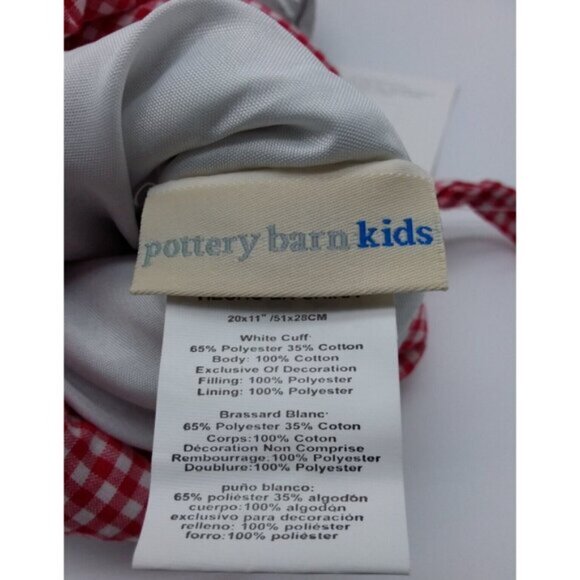 pottery barn kids
20x11" /51x28CM
White Cuff:
65% Polyester 35% Cotton
Body: 100% Cotton
Exclusive Of Decoration
Filling: 100% Polyester
Lining: 100% Polyester
Brassard Blanc:
65% Polyester 35% Coton
Corps:100% Coton
Décoration Non Comprise
Rembourrage: 100% Polyester
Doublure: 100% Polyester
puño blanco:
65% poliéster 35% algodón
cuerpo: 100% algodón
exclusivo para decoración
relleno: 100% poliéster
forro:100% poliéster